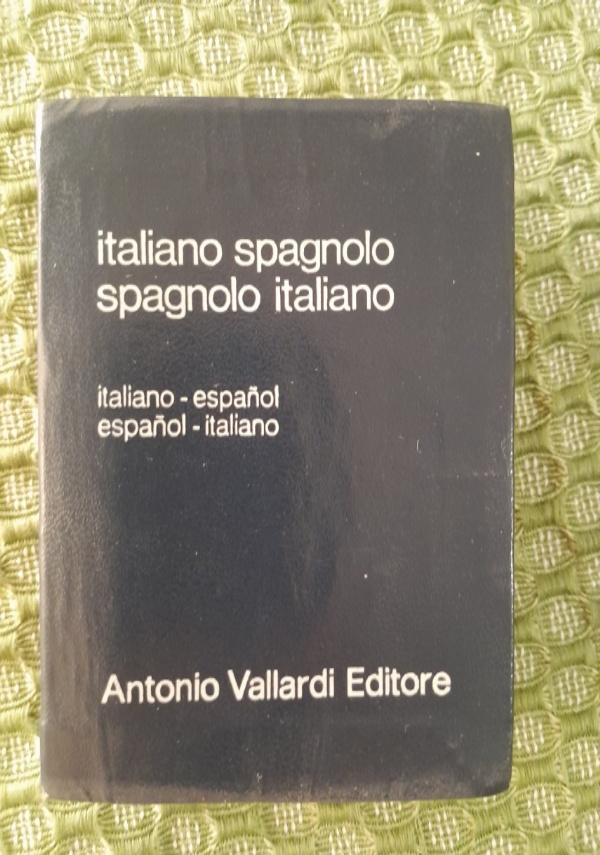 italiano spagnolo
spagnolo italiano
italiano - español
español - italiano
Antonio Vallardi Editore